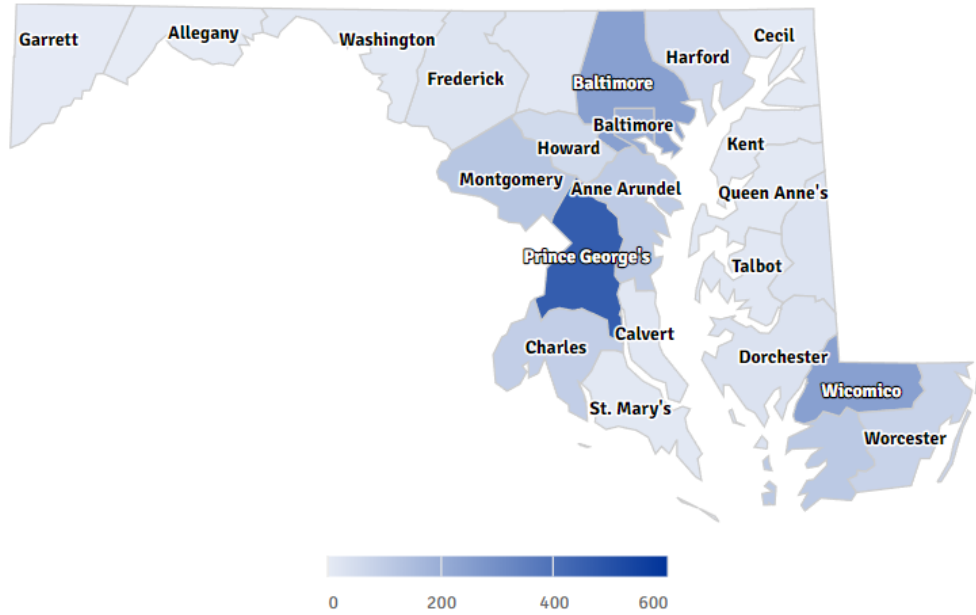 Garrett
Allegany
Washington
Frederick
Baltimore
Harford
Cecil
Baltimore
Howard
Kent
Montgomery
Anne Arundel
Queen Anne's
Prince George's
Talbot
Charles
Calvert
Dorchester
St. Mary's
Wicomico
Worcester
0 200 400 600